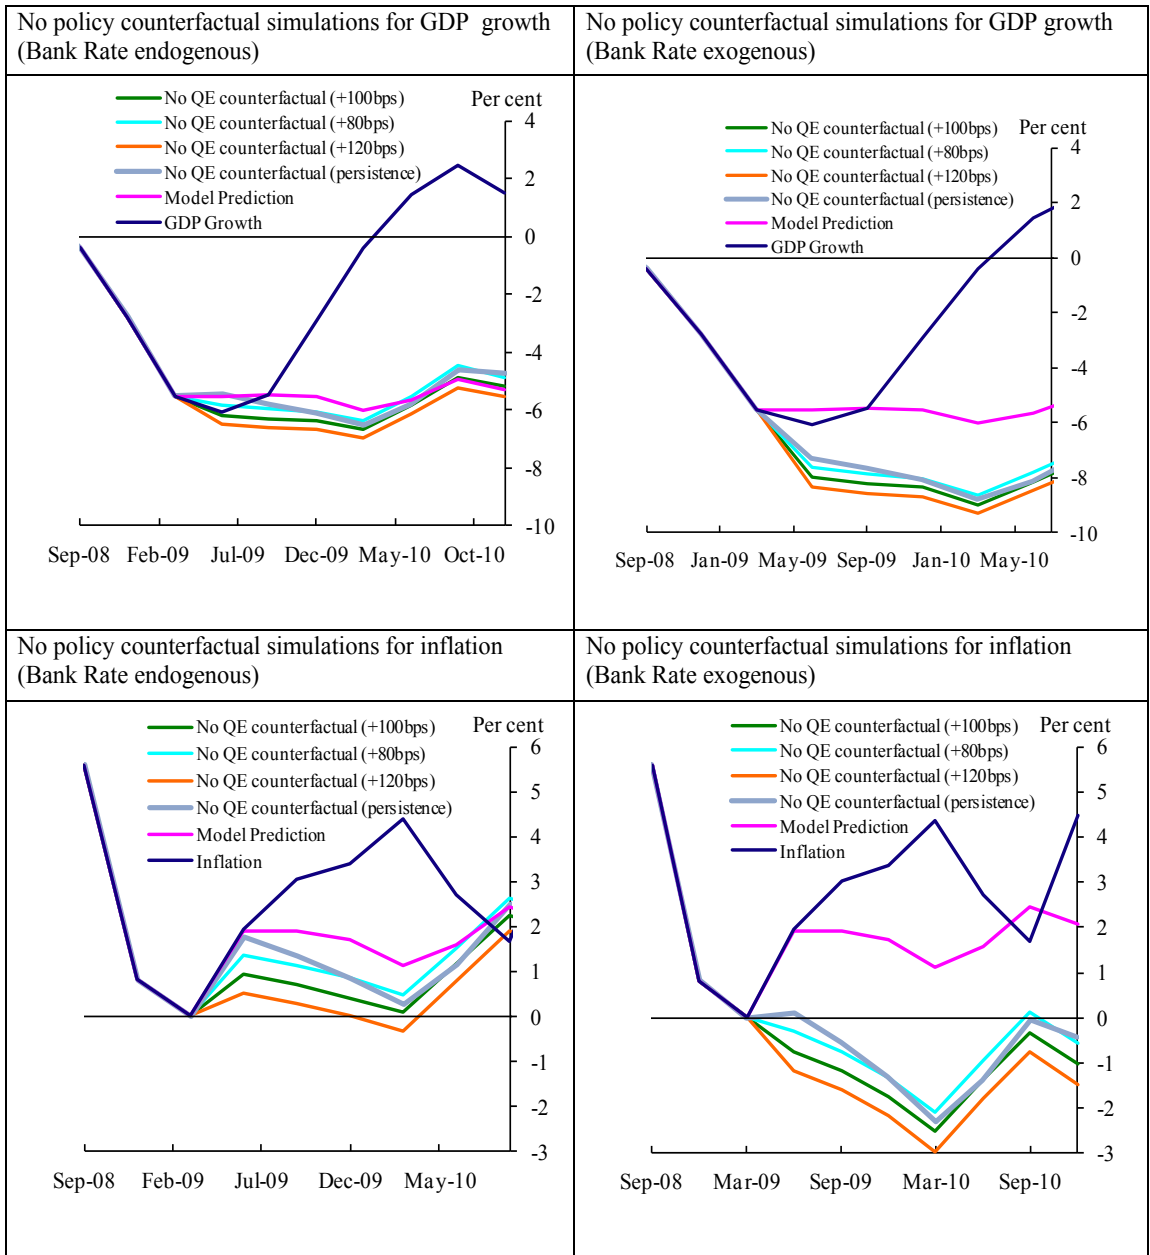 No policy counterfactual simulations for GDP growth
(Bank Rate endogenous)
No policy counterfactual simulations for GDP growth
(Bank Rate exogenous)
No QE counterfactual (+100bps)
No QE counterfactual (+80bps)
No QE counterfactual (+120bps)
No QE counterfactual (persistence)
Model Prediction
GDP Growth
Per cent
4
2
0
-2
-4
-6
-8
-10
Sep-08 Feb-09 Jul-09 Dec-09 May-10 Oct-10
No QE counterfactual (+100bps)
No QE counterfactual (+80bps)
No QE counterfactual (+120bps)
No QE counterfactual (persistence)
Model Prediction
GDP Growth
Per cent
4
2
0
-2
-4
-6
-8
-10
Sep-08 Jan-09 May-09 Sep-09 Jan-10 May-10
No policy counterfactual simulations for inflation
(Bank Rate endogenous)
No policy counterfactual simulations for inflation
(Bank Rate exogenous)
No QE counterfactual (+100bps)
No QE counterfactual (+80bps)
No QE counterfactual (+120bps)
No QE counterfactual (persistence)
Model Prediction
Inflation
Per cent
6
5
4
3
2
1
0
-1
-2
-3
Sep-08 Feb-09 Jul-09 Dec-09 May-10
No QE counterfactual (+100bps)
No QE counterfactual (+80bps)
No QE counterfactual (+120bps)
No QE counterfactual (persistence)
Model Prediction
Inflation
Per cent
6
5
4
3
2
1
0
-1
-2
-3
Sep-08 Mar-09 Sep-09 Mar-10 Sep-10